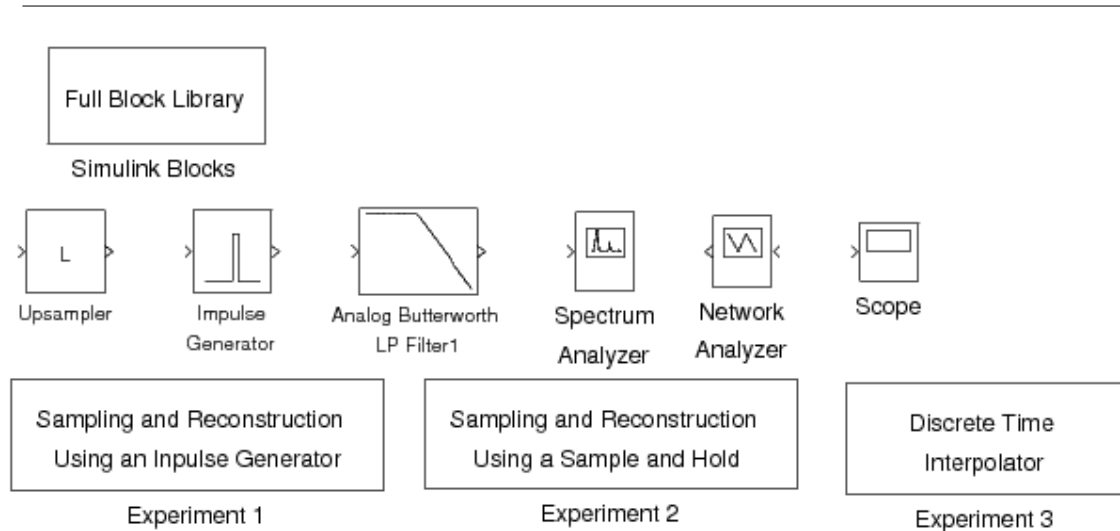 Full Block Library
Simulink Blocks
L
Upsampler
Impulse
Generator
Analog Butterworth
LP Filter1
Spectrum
Analyzer
Network
Analyzer
Scope
Sampling and Reconstruction
Using an Inpulse Generator
Experiment 1
Sampling and Reconstruction
Using a Sample and Hold
Experiment 2
Discrete Time
Interpolator
Experiment 3